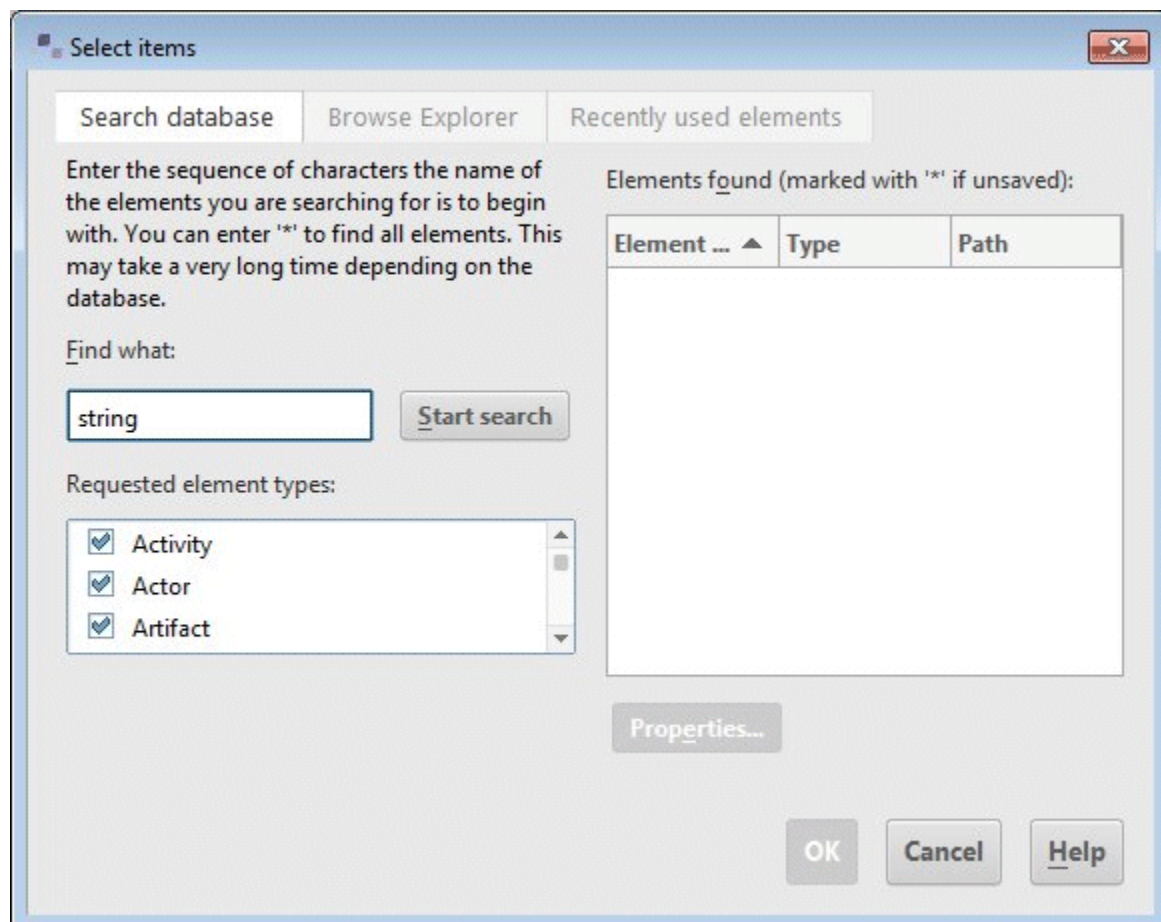 Select items
Search database
Browse Explorer
Recently used elements
Enter the sequence of characters the name of
the elements you are searching for is to begin
with. You can enter '*' to find all elements. This
may take a very long time depending on the
database.
Find what:
string
Start search
Requested element types:
Activity
Actor
Artifact
Elements found (marked with '*' if unsaved):
Element ...
Type
Path
Properties...
OK
Cancel
Help